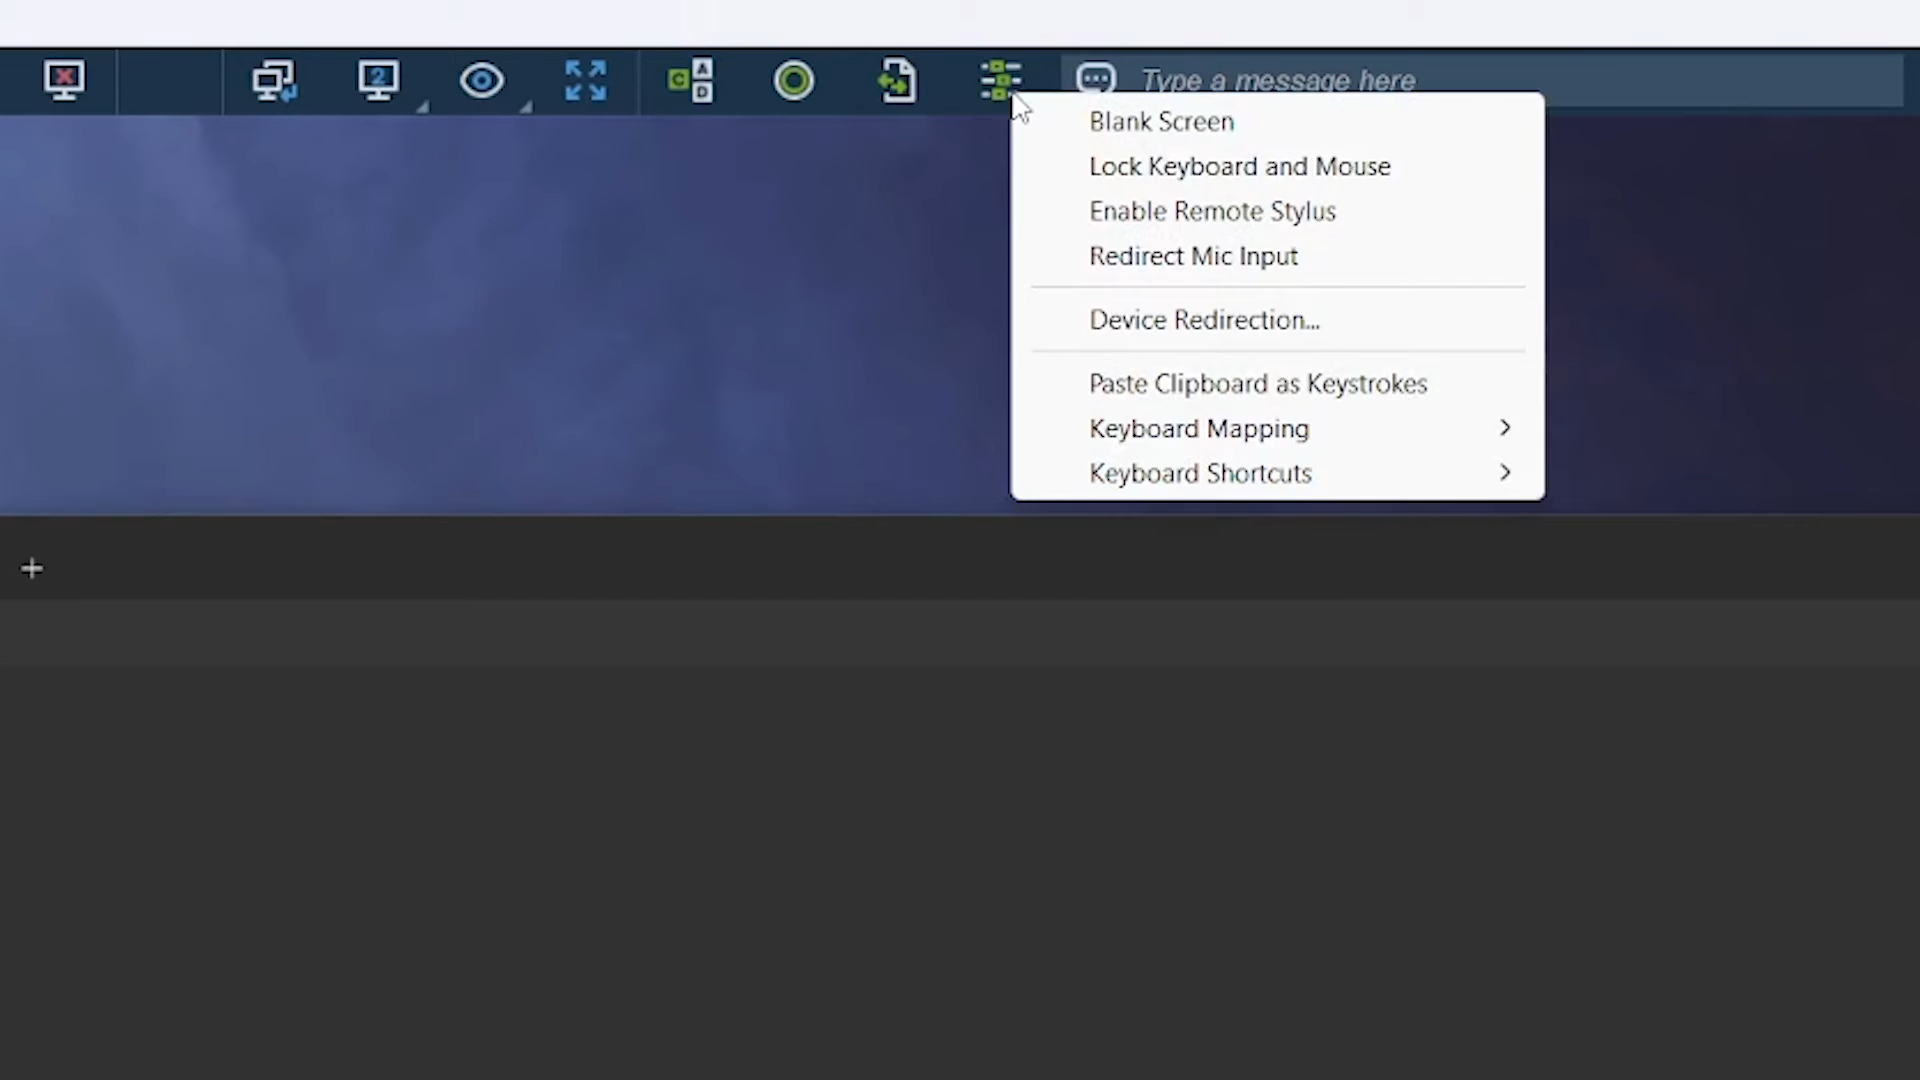 2
C
A
D
Type a message here
Blank Screen
Lock Keyboard and Mouse
Enable Remote Stylus
Redirect Mic Input
Device Redirection...
Paste Clipboard as Keystrokes
Keyboard Mapping
Keyboard Shortcuts